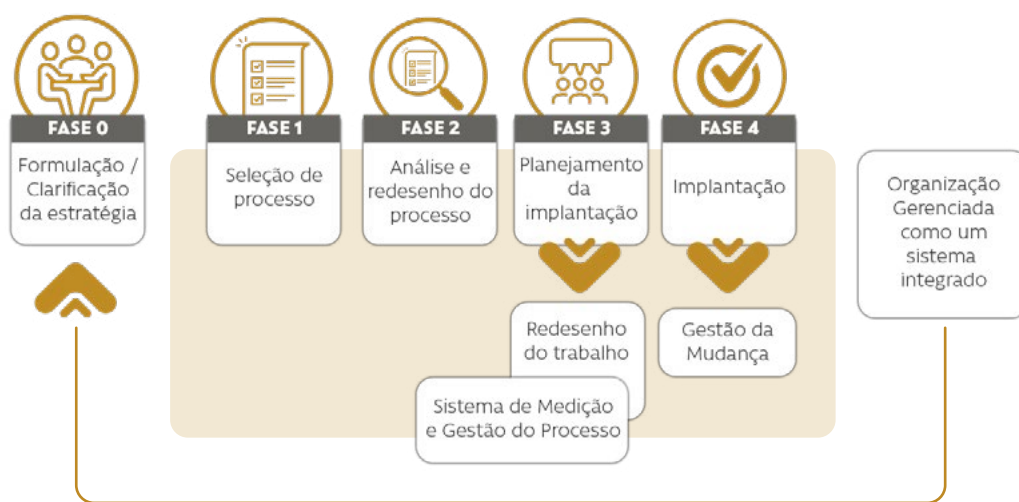 FASE 0
Formulação /
Clarificação
da estratégia
FASE 1
Seleção de
processo
FASE 2
Análise e
redesenho do
processo
FASE 3
Planejamento
da
implantação
FASE 4
Implantação
Organização
Gerenciada
como um
sistema
integrado
Redesenho
do trabalho
Gestão da
Mudança
Sistema de Medição
e Gestão do Processo